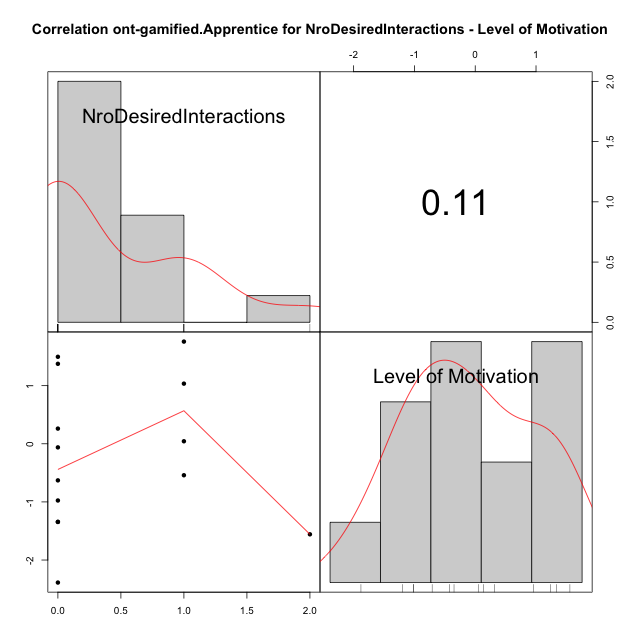 Correlation ont-gamified.Apprentice for NroDesiredInteractions - Level of Motivation
-2 -1 0 1
NroDesiredInteractions
0.11
2.0
1.5
1.0
0.5
0.0
Level of Motivation
1
0
-1
-2
0.0 0.5 1.0 1.5 2.0